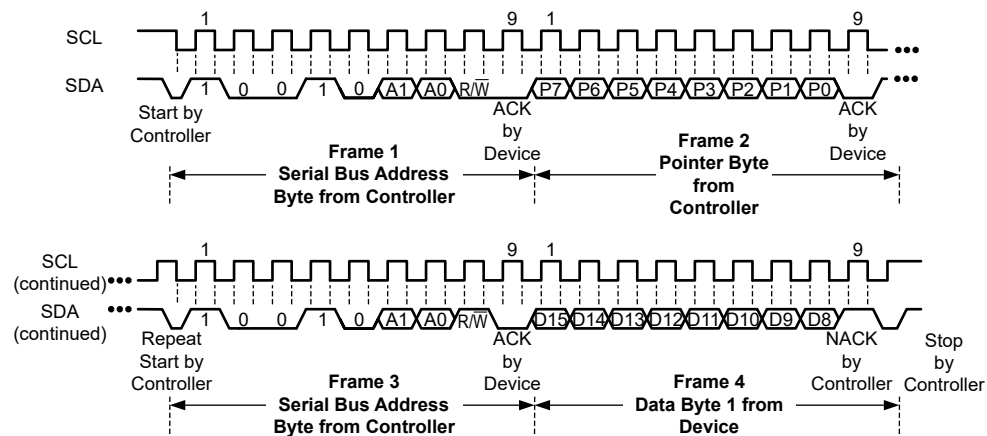 1 9 1 9
SCL
SDA
1 0 0 1 0 A1 A0 R/W̅ P7 P6 P5 P4 P3 P2 P1 P0
Start by
Controller
ACK
by
Device
ACK
by
Device
Frame 1
Serial Bus Address
Byte from Controller
Frame 2
Pointer Byte
from
Controller
1 9 1 9
SCL
(continued)
SDA
(continued)
1 0 0 1 0 A1 A0 R/W̅ D15 D14 D13 D12 D11 D10 D9 D8
Repeat
Start by
Controller
ACK
by
Device
NACK
by
Controller
Stop
by
Controller
Frame 3
Serial Bus Address
Byte from Controller
Frame 4
Data Byte 1 from
Device